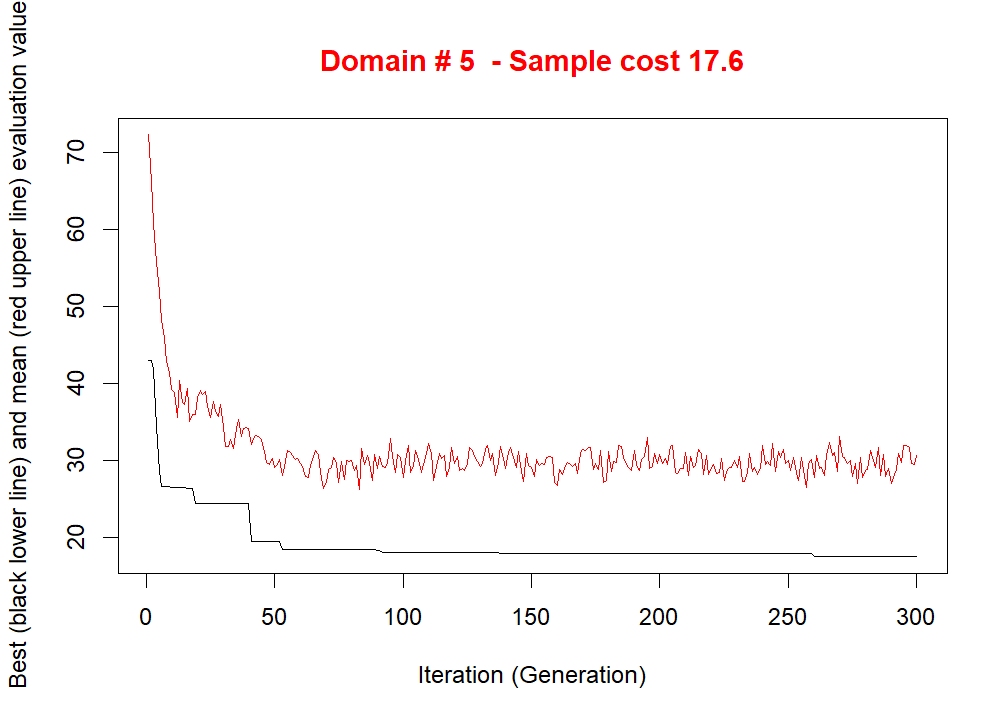 Domain # 5  - Sample cost 17.6
Best (black lower line) and mean (red upper line) evaluation value
70
60
50
40
30
20
0 50 100 150 200 250 300
Iteration (Generation)